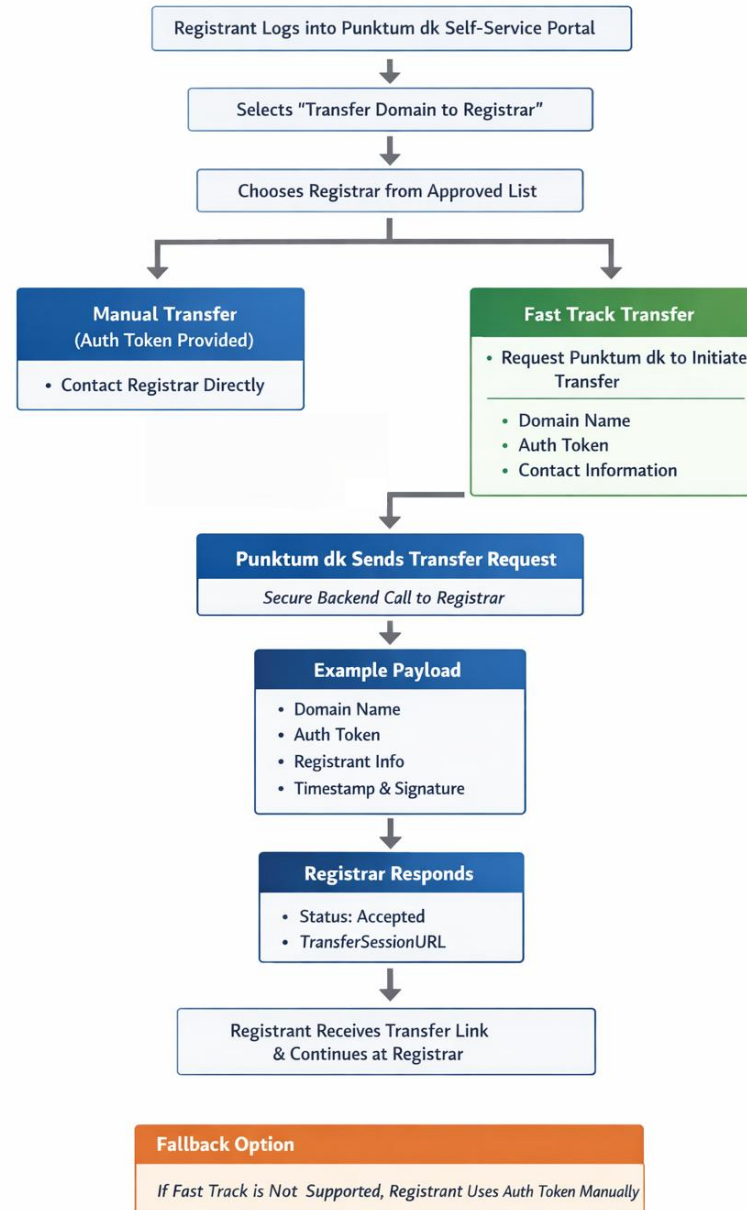 Registrant Logs into Punktum dk Self-Service Portal
Selects "Transfer Domain to Registrar"
Chooses Registrar from Approved List
Manual Transfer
(Auth Token Provided)
• Contact Registrar Directly
Fast Track Transfer
• Request Punktum dk to Initiate
Transfer
• Domain Name
• Auth Token
• Contact Information
Punktum dk Sends Transfer Request
Secure Backend Call to Registrar
Example Payload
• Domain Name
• Auth Token
• Registrant Info
• Timestamp & Signature
Registrar Responds
• Status: Accepted
• TransferSessionURL
Registrant Receives Transfer Link
& Continues at Registrar
Fallback Option
If Fast Track is Not Supported, Registrant Uses Auth Token Manually